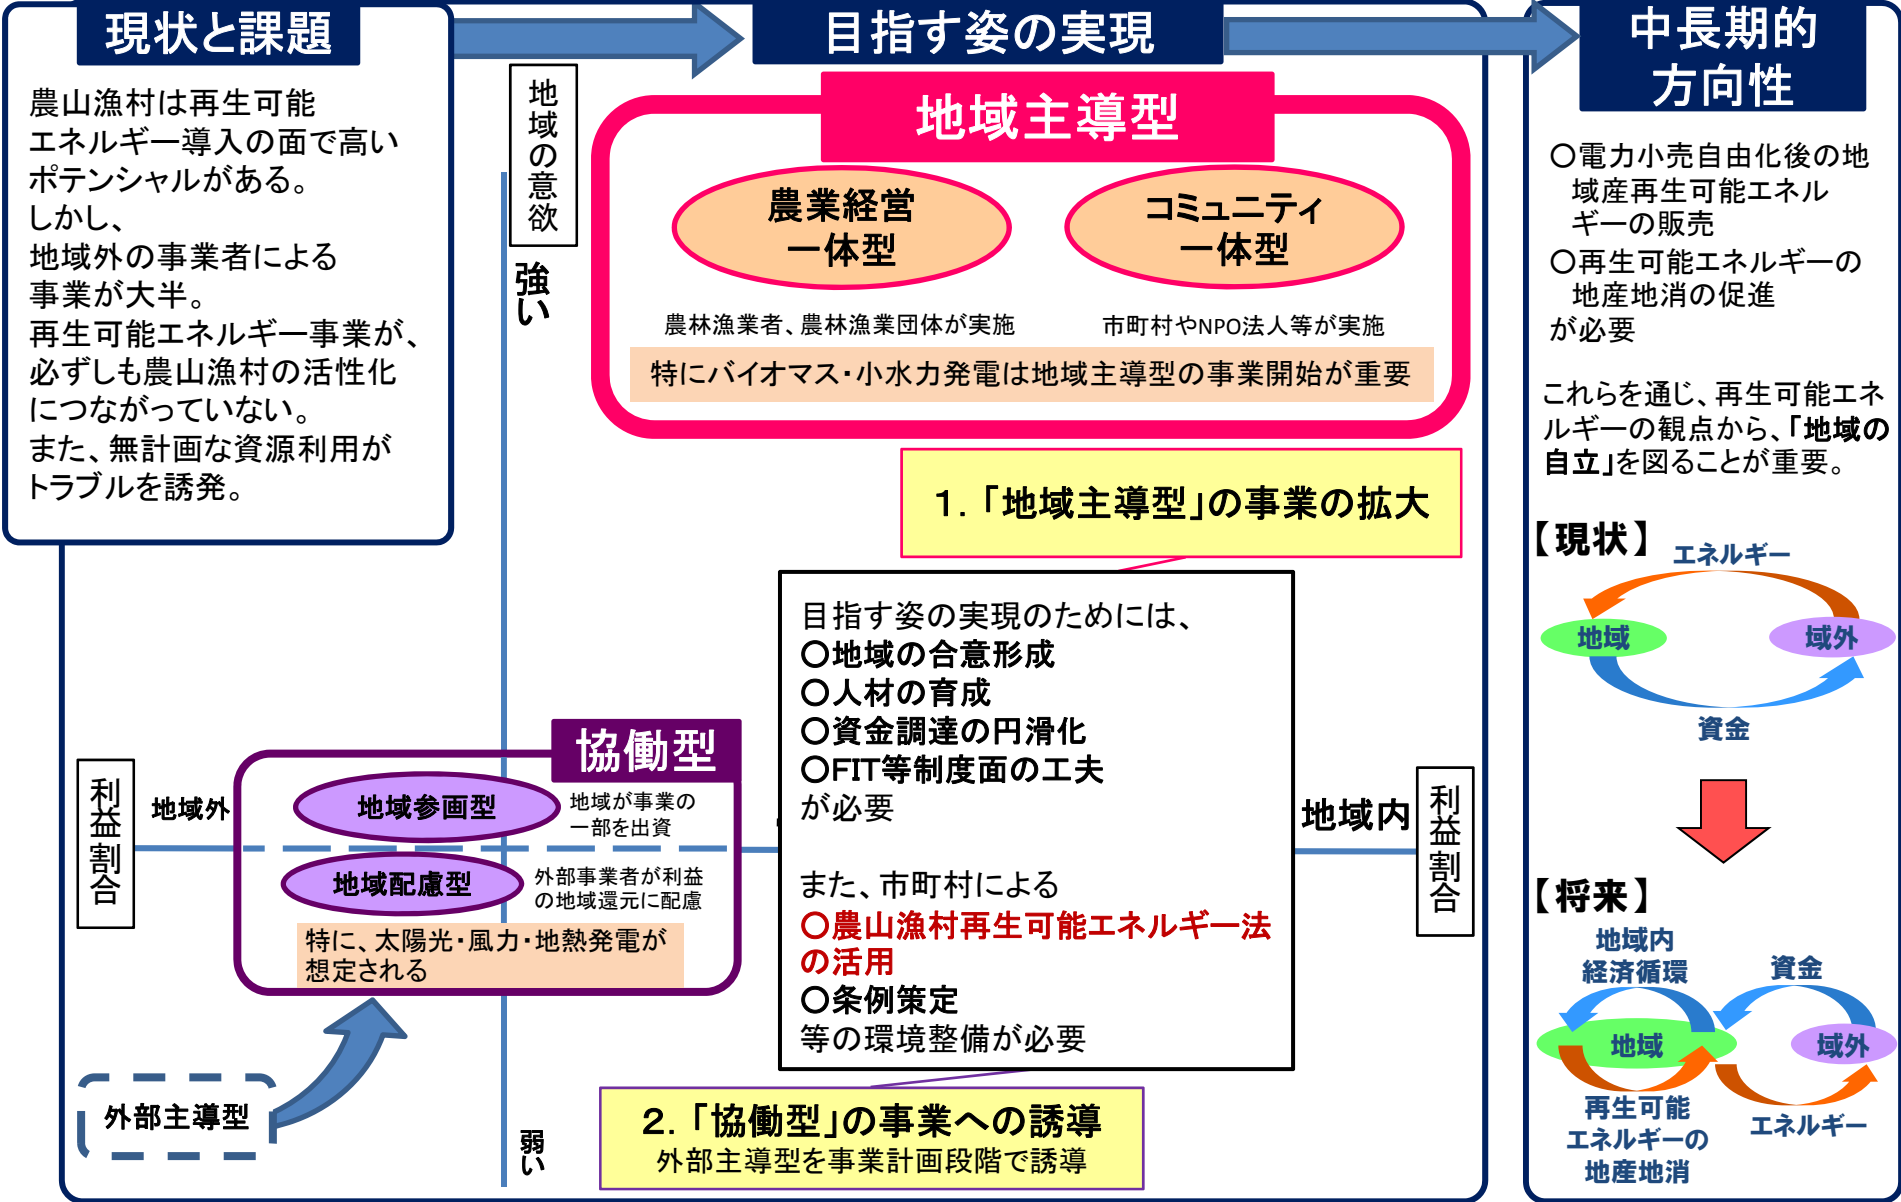 現状と課題
農山漁村は再生可能
エネルギー導入の面で高い
ポテンシャルがある。
しかし、
地域外の事業者による
事業が大半。
再生可能エネルギー事業が、
必ずしも農山漁村の活性化
につながっていない。
また、無計画な資源利用が
トラブルを誘発。
目指す姿の実現
地域の意欲
強い
地域主導型
農業経営
一体型
コミュニティ
一体型
農林漁業者、農林漁業団体が実施
市町村やNPO法人等が実施
特にバイオマス・小水力発電は地域主導型の事業開始が重要
1.「地域主導型」の事業の拡大
目指す姿の実現のためには、
○地域の合意形成
○人材の育成
○資金調達の円滑化
○FIT等制度面の工夫
が必要
また、市町村による
○農山漁村再生可能エネルギー法
の活用
○条例策定
等の環境整備が必要
利益割合
地域外
協働型
地域参画型
地域が事業の
一部を出資
地域配慮型
外部事業者が利益
の地域還元に配慮
特に、太陽光・風力・地熱発電が
想定される
地域内
利益割合
外部主導型
弱い
2.「協働型」の事業への誘導
外部主導型を事業計画段階で誘導
中長期的
方向性
○電力小売自由化後の地
域産再生可能エネル
ギーの販売
○再生可能エネルギーの
地産地消の促進
が必要
これらを通じ、再生可能エネ
ルギーの観点から、「地域の
自立」を図ることが重要。
【現状】
エネルギー
地域
域外
資金
【将来】
地域内
経済循環
資金
地域
域外
再生可能
エネルギーの
地産地消
エネルギー